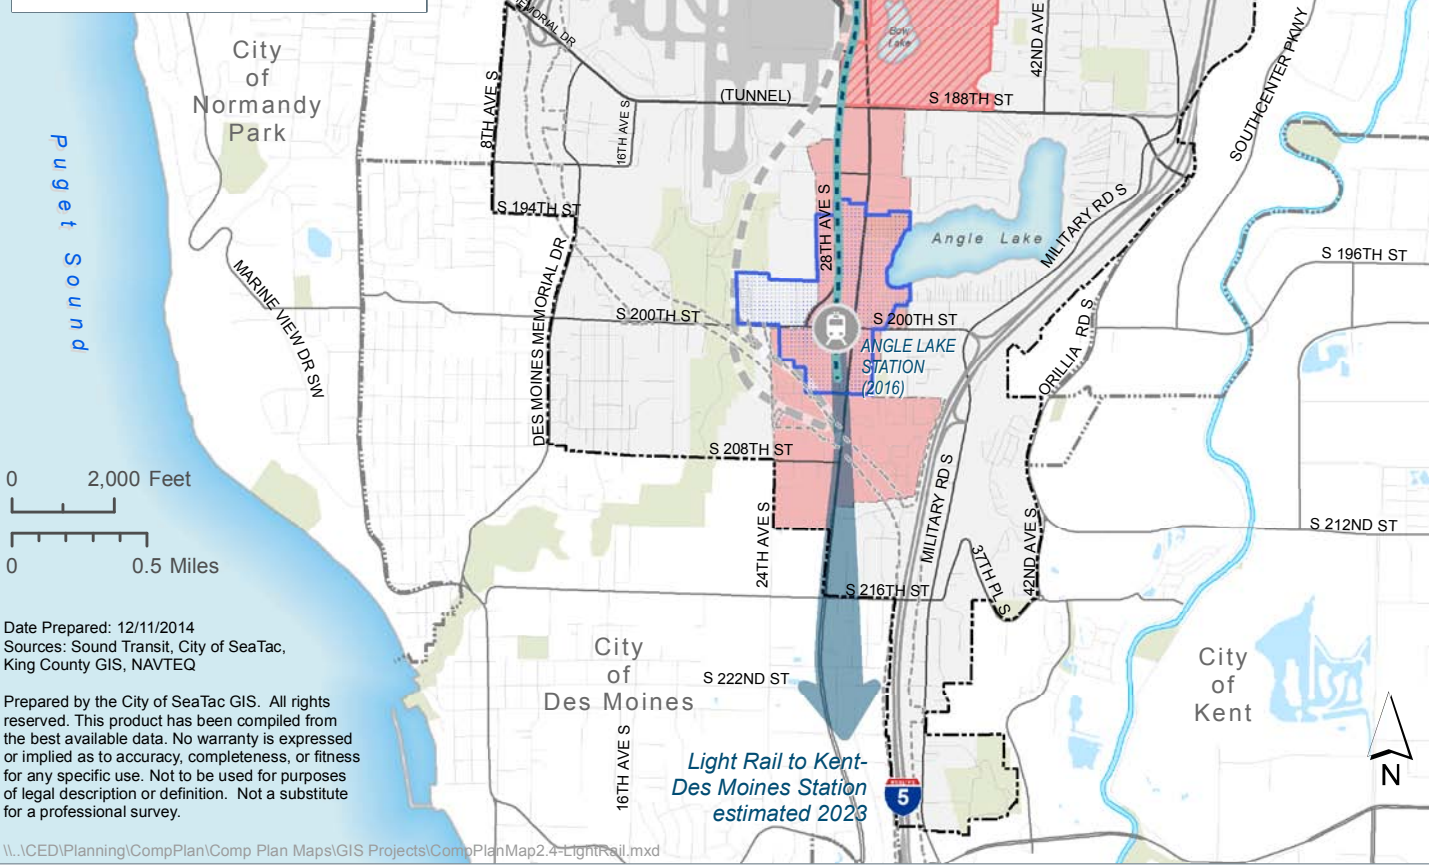 City
of
Normandy
Park
Puget Sound
8TH AVE S
MEMORIAL DR
16TH AVE S
(TUNNEL)
Bow
Lake
42ND AVE
S 188TH ST
SOUTHCENTER PKWY
S 194TH ST
28TH AVE S
Angle Lake
MILITARY RD S
S 196TH ST
MARINE VIEW DR SW
DES MOINES MEMORIAL DR
S 200TH ST
S 200TH ST
ANGLE LAKE
STATION
(2016)
ORILLIA RD S
S 208TH ST
24TH AVE S
MILITARY RD S
37TH PL S
42ND AVE S
S 212ND ST
S 216TH ST
0 2,000 Feet
0 0.5 Miles
Date Prepared: 12/11/2014
Sources: Sound Transit, City of SeaTac,
King County GIS, NAVTEQ
Prepared by the City of SeaTac GIS. All rights
reserved. This product has been compiled from
the best available data. No warranty is expressed
or implied as to accuracy, completeness, or fitness
for any specific use. Not to be used for purposes
of legal description or definition. Not a substitute
for a professional survey.
City
of
Des Moines
S 222ND ST
16TH AVE S
Light Rail to Kent-
Des Moines Station
estimated 2023
5
City
of
Kent
N
\\..\CED\Planning\CompPlan\Comp Plan Maps\GIS Projects\CompPlanMap2.4-LightRail.mxd